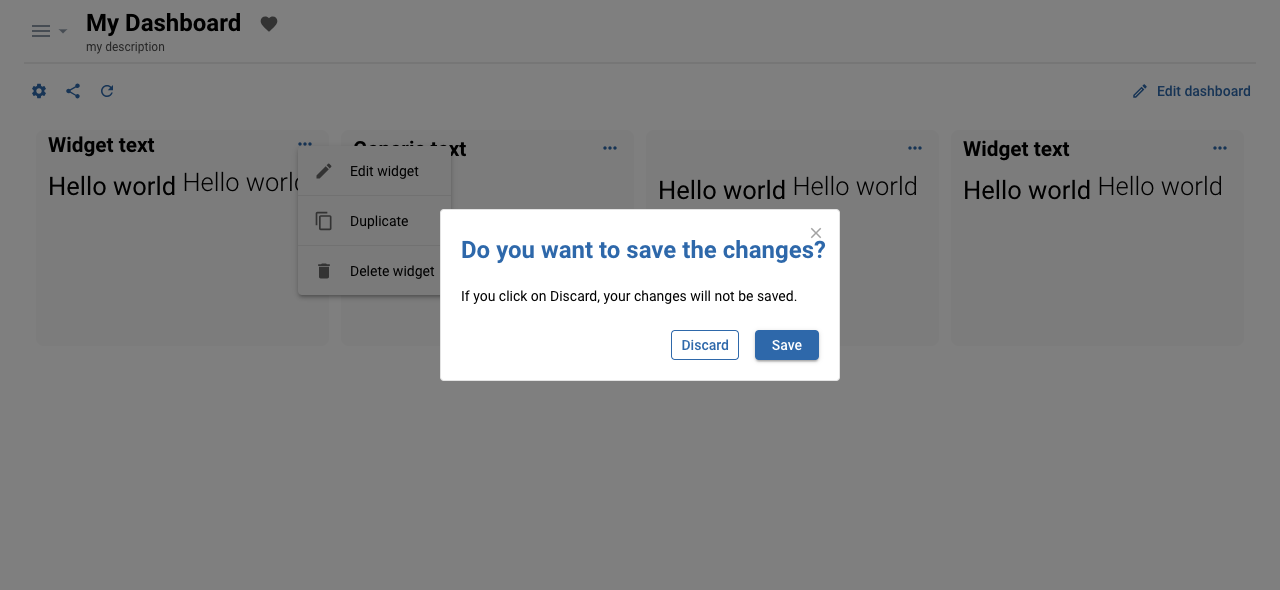 My Dashboard
my description
Edit dashboard
Widget text
Hello world Hello world
Edit widget
Duplicate
Delete widget
text
Hello world Hello world
Widget text
Hello world Hello world
Do you want to save the changes?
If you click on Discard, your changes will not be saved.
Discard
Save